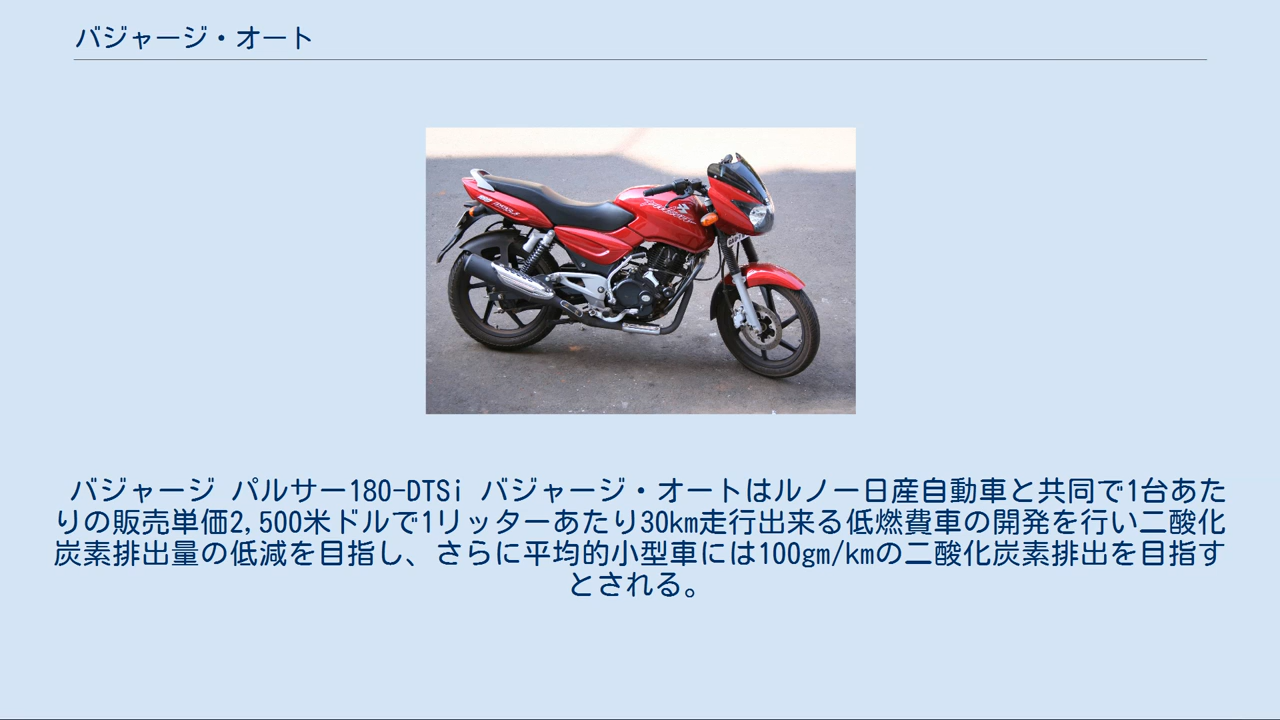 バジャージ・オート
バジャージ パルサー180-DTSi バジャージ・オートはルノー日産自動車と共同で1台あた
りの販売単価2,500米ドルで1リッターあたり30km走行出来る低燃費車の開発を行い二酸化
炭素排出量の低減を目指し、さらに平均的小型車には100gm/kmの二酸化炭素排出を目指す
とされる。